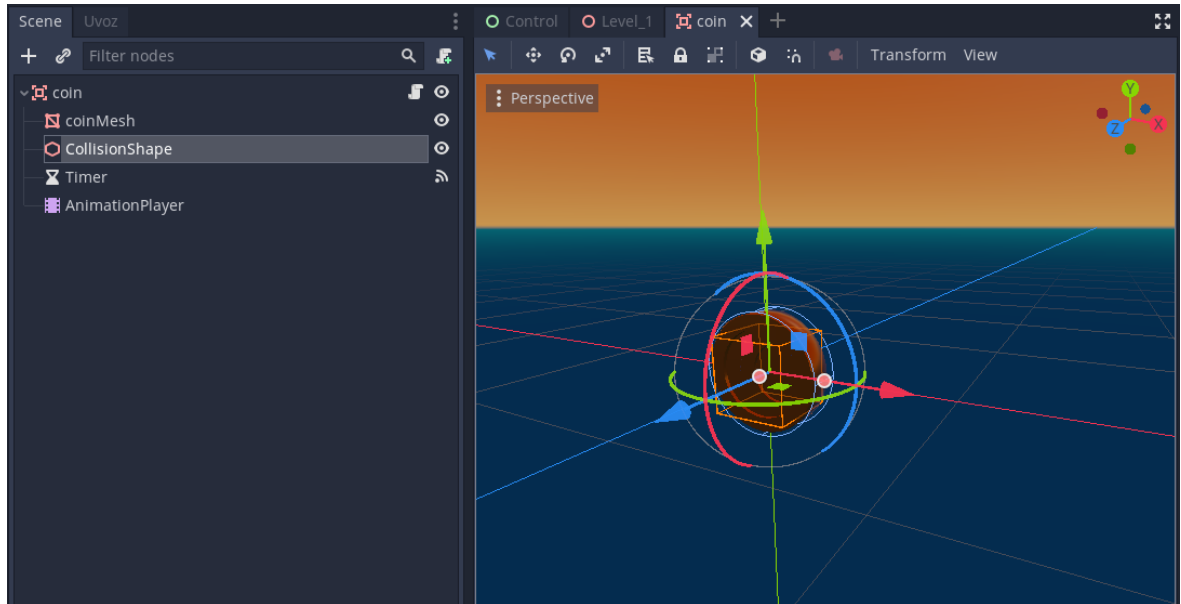 Scene Uvoz
Control Level_1 coin
Filter nodes
Transform View
coin
coinMesh
CollisionShape
Timer
AnimationPlayer
Perspective
Y
Z X